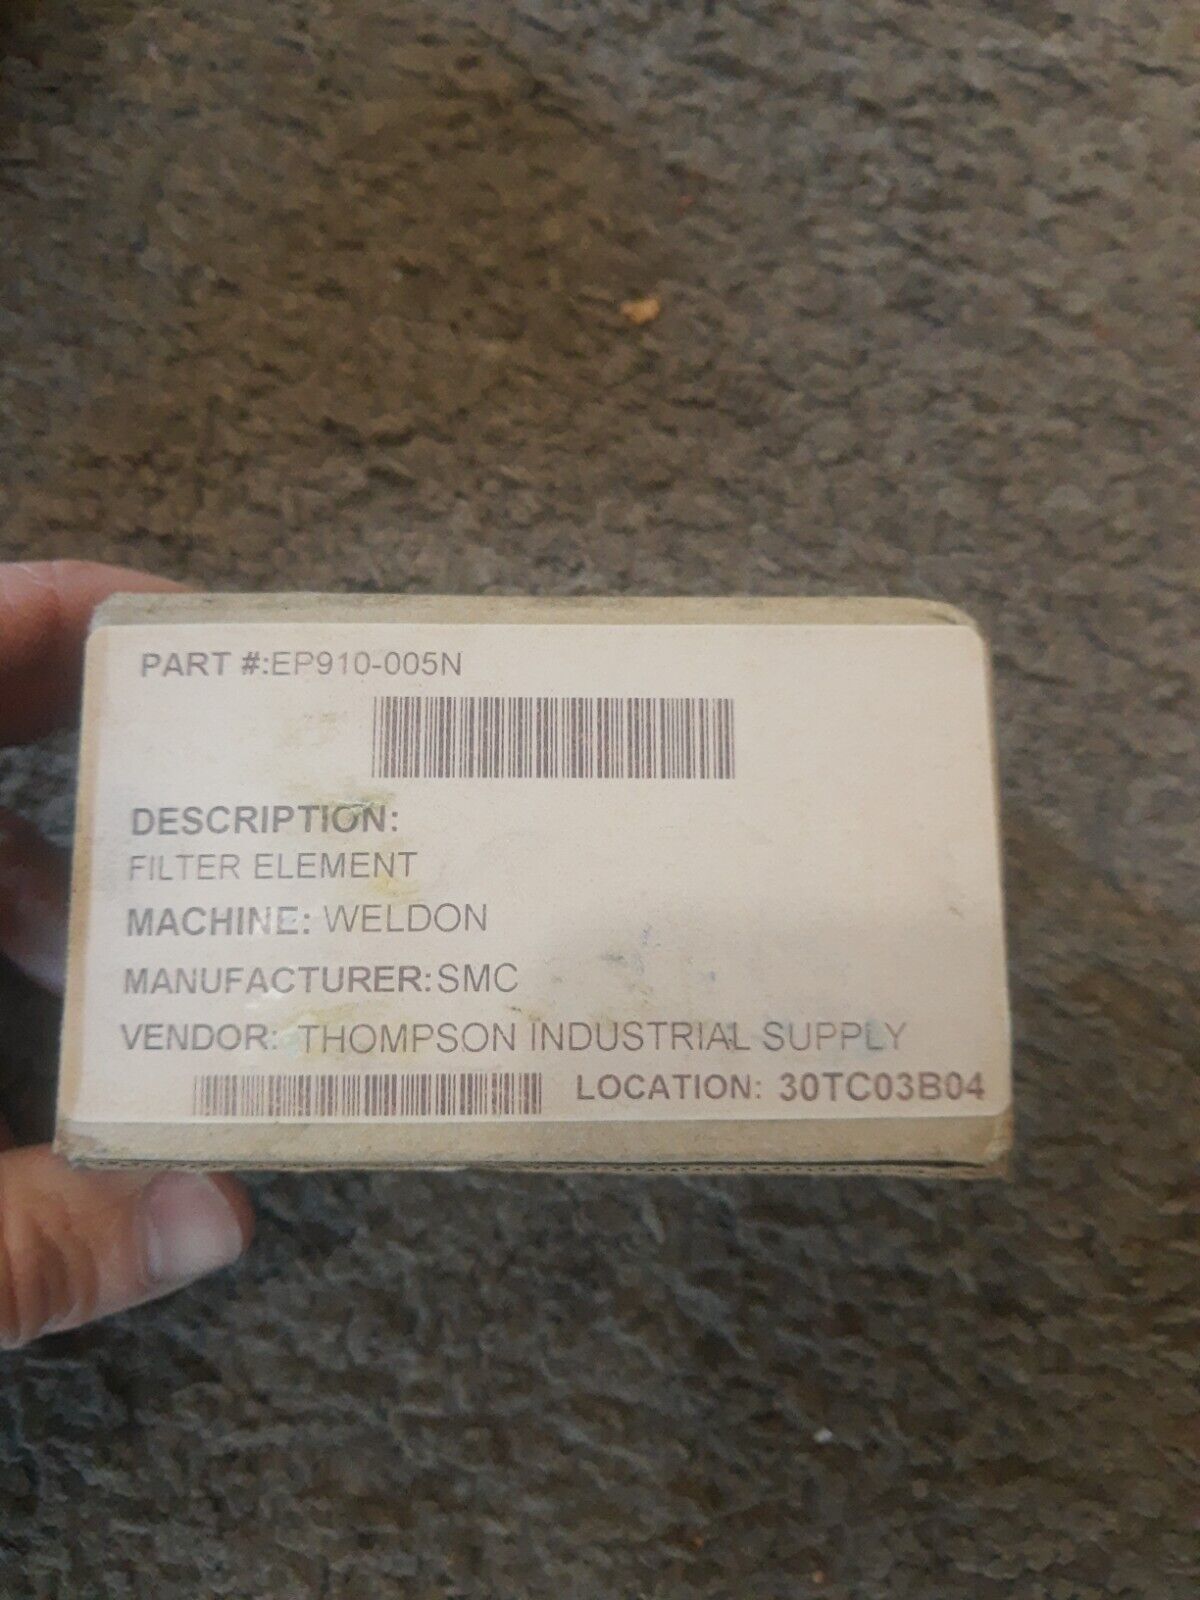 PART #:EP910-005N
DESCRIPTION:
FILTER ELEMENT
MACHINE: WELDON
MANUFACTURER:SMC
VENDOR: THOMPSON INDUSTRIAL SUPPLY
LOCATION: 30TC03B04